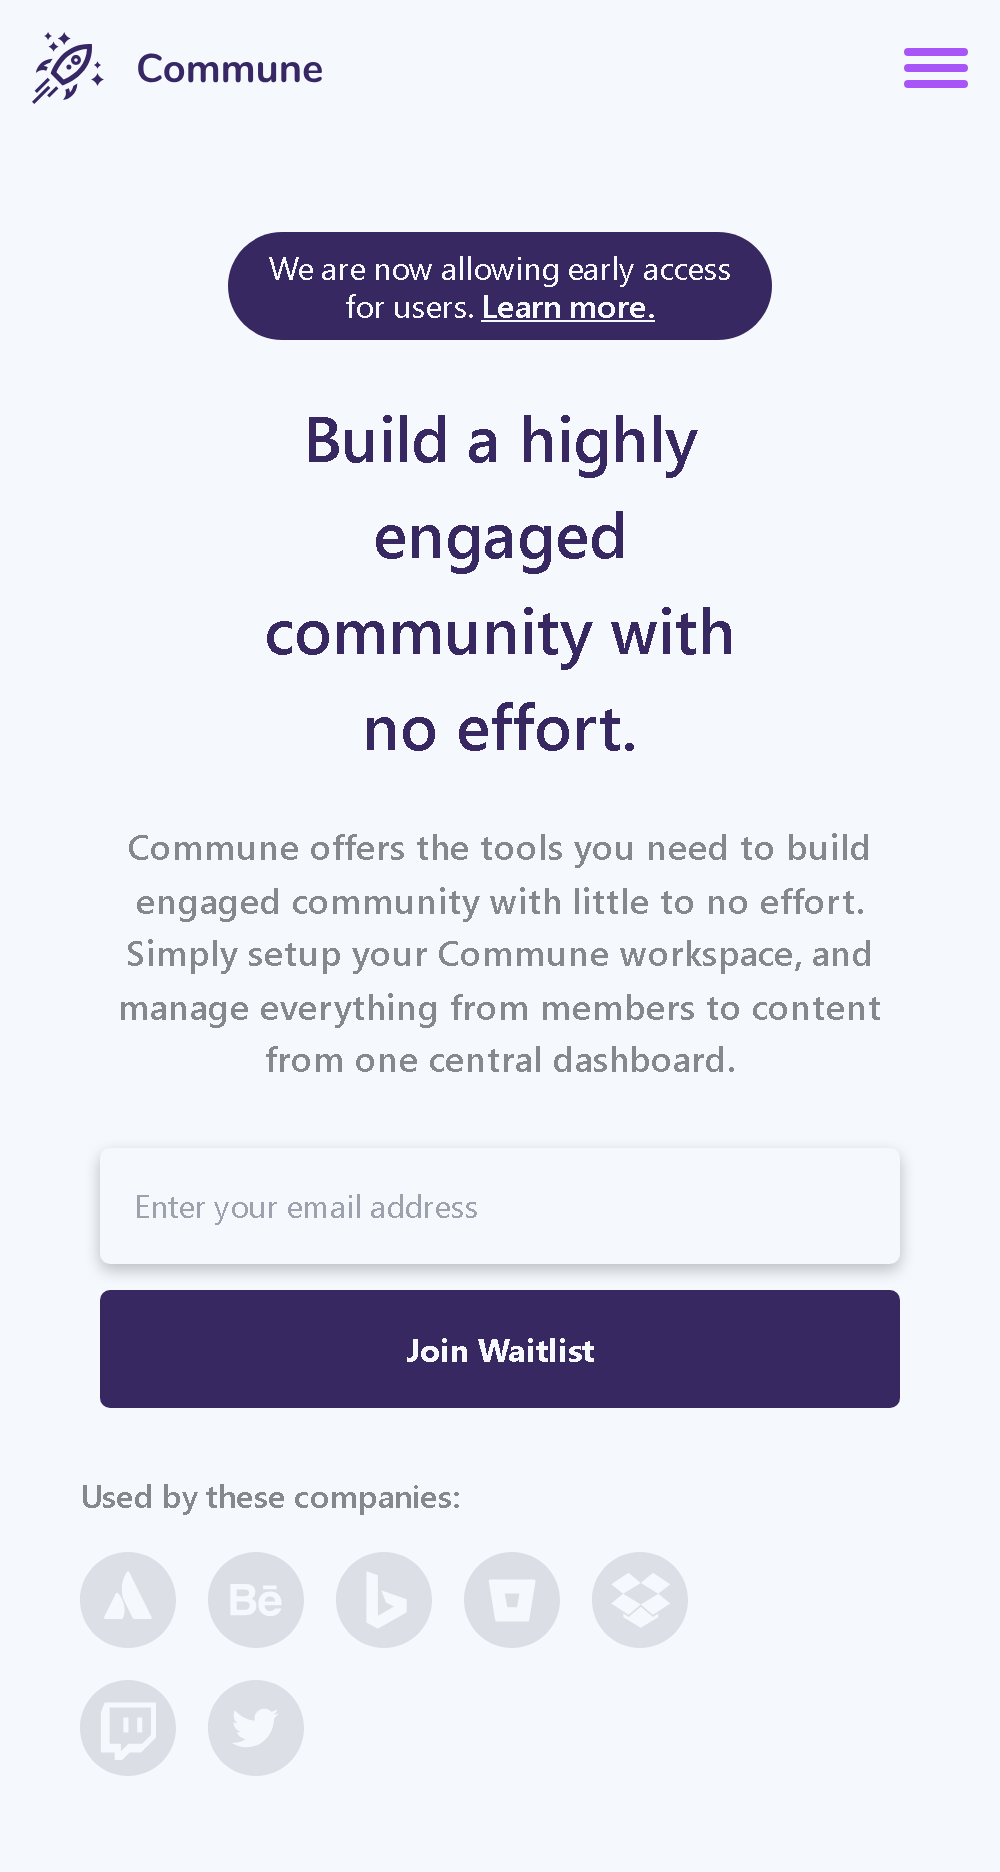 Commune
We are now allowing early access
for users. Learn more.
Build a highly
engaged
community with
no effort.
Commune offers the tools you need to build
engaged community with little to no effort.
Simply setup your Commune workspace, and
manage everything from members to content
from one central dashboard.
Enter your email address
Join Waitlist
Used by these companies:
Bē